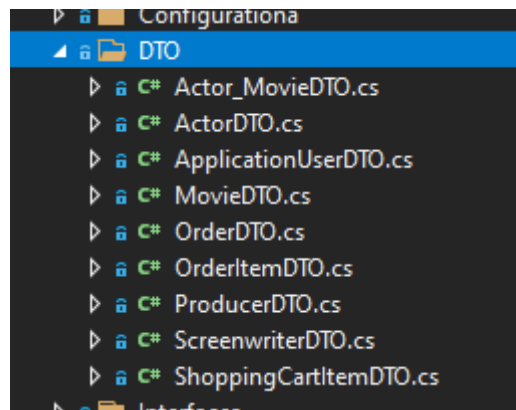 Configurationa
DTO
C# Actor_MovieDTO.cs
C# ActorDTO.cs
C# ApplicationUserDTO.cs
C# MovieDTO.cs
C# OrderDTO.cs
C# OrderItemDTO.cs
C# ProducerDTO.cs
C# ScreenwriterDTO.cs
C# ShoppingCartItemDTO.cs
Interfaces